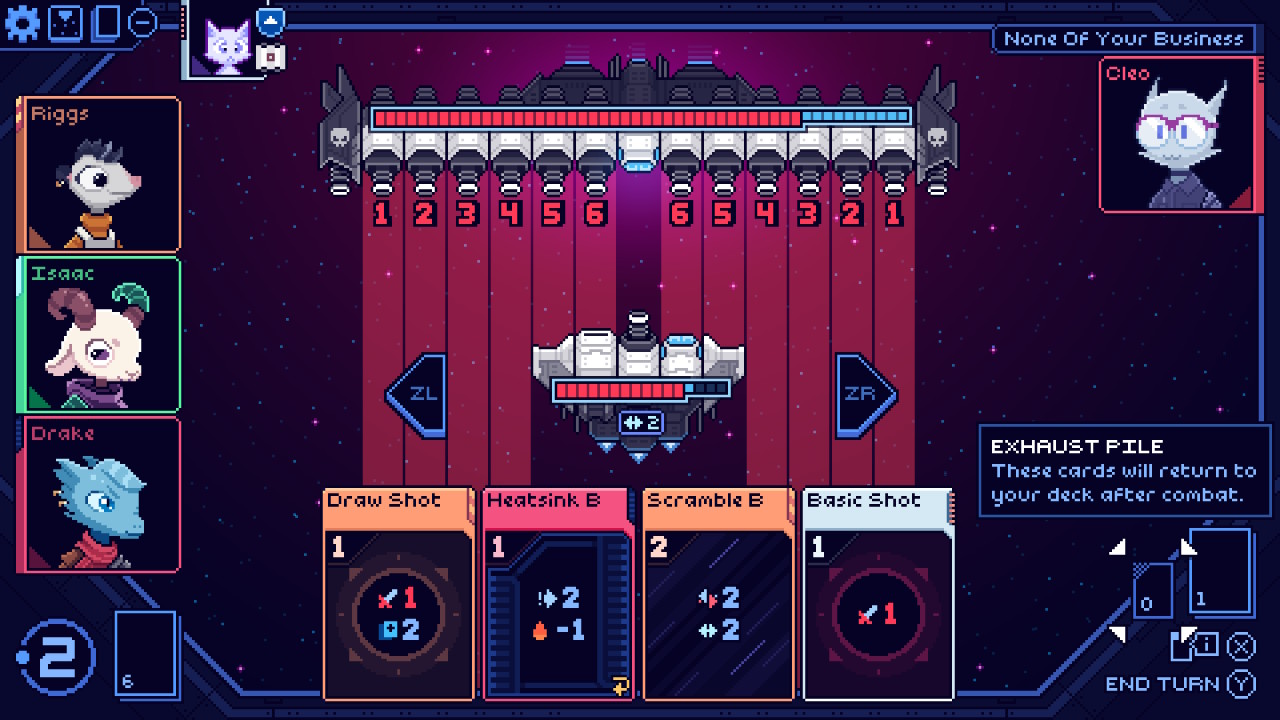 None Of Your Business
Riggs
Cleo
1 2 3 4 5 6 6 5 4 3 2 1
Isaac
ZL
ZR
2
Drake
EXHAUST PILE
These cards will return to
your deck after combat.
Draw Shot
Heatsink B
Scramble B
Basic Shot
1
1
2
1
1
2
2
-1
2
2
1
0
1
2
6
X
END TURN Y